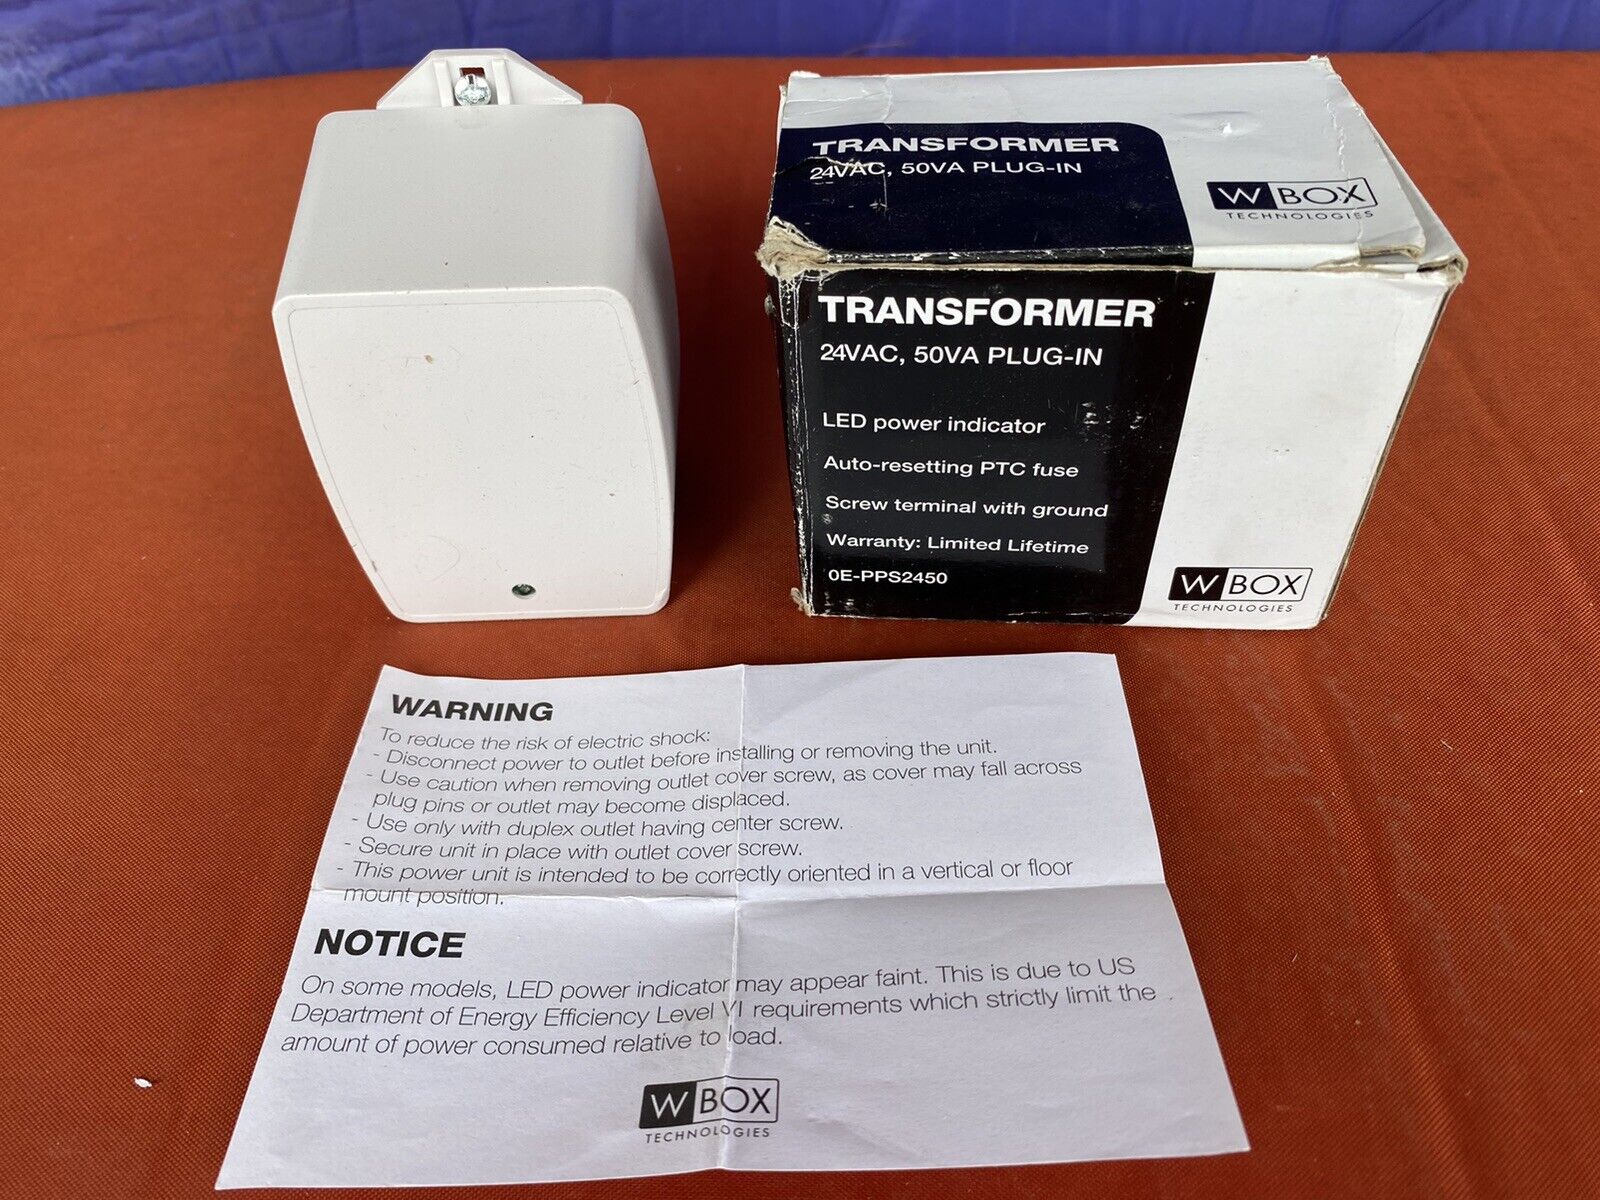 TRANSFORMER
24VAC, 50VA PLUG-IN
W BOX
TECHNOLOGIES
TRANSFORMER
24VAC, 50VA PLUG-IN
LED power indicator
Auto-resetting PTC fuse
Screw terminal with ground
Warranty: Limited Lifetime
0E-PPS2450
W BOX
TECHNOLOGIES
WARNING
To reduce the risk of electric shock:
- Disconnect power to outlet before installing or removing the unit.
- Use caution when removing outlet cover screw, as cover may fall across
plug pins or outlet may become displaced.
- Use only with duplex outlet having center screw.
- Secure unit in place with outlet cover screw.
- This power unit is intended to be correctly oriented in a vertical or floor
mount position.
NOTICE
On some models, LED power indicator may appear faint. This is due to US
Department of Energy Efficiency Level VI requirements which strictly limit the
amount of power consumed relative to load.
W BOX
TECHNOLOGIES